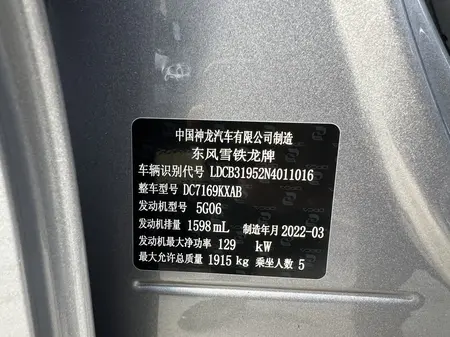 中国神龙汽车有限公司制造
东风雪铁龙牌
车辆识别代号 LDCB31952N4011016
整车型号 DC7169KXAB
发动机型号 5G06
发动机排量 1598 mL 制造年月 2022-03
发动机最大净功率 129 kW
最大允许总质量 1915 kg 乘坐人数 5